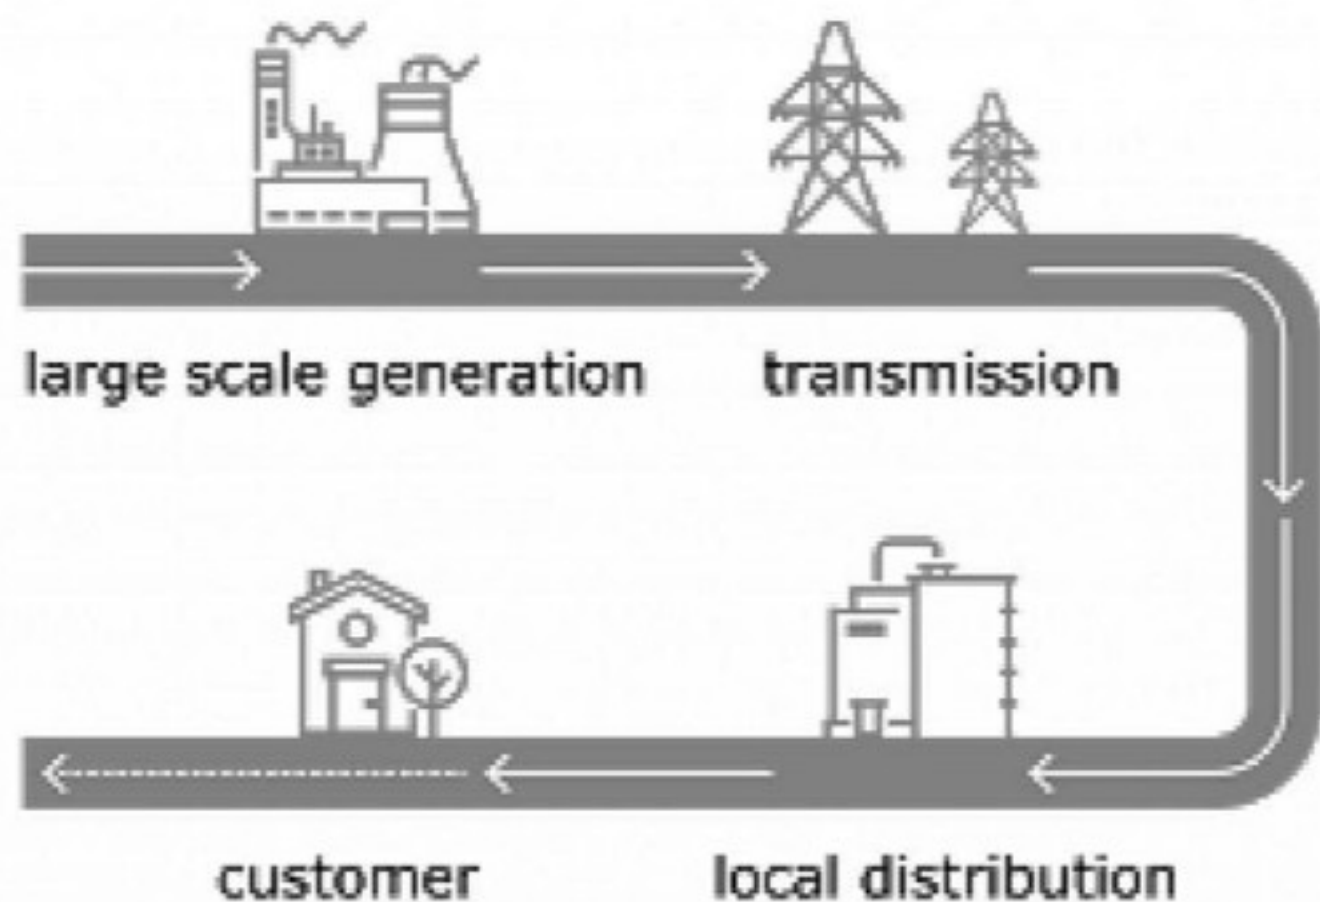 large scale generation
transmission
customer
local distribution